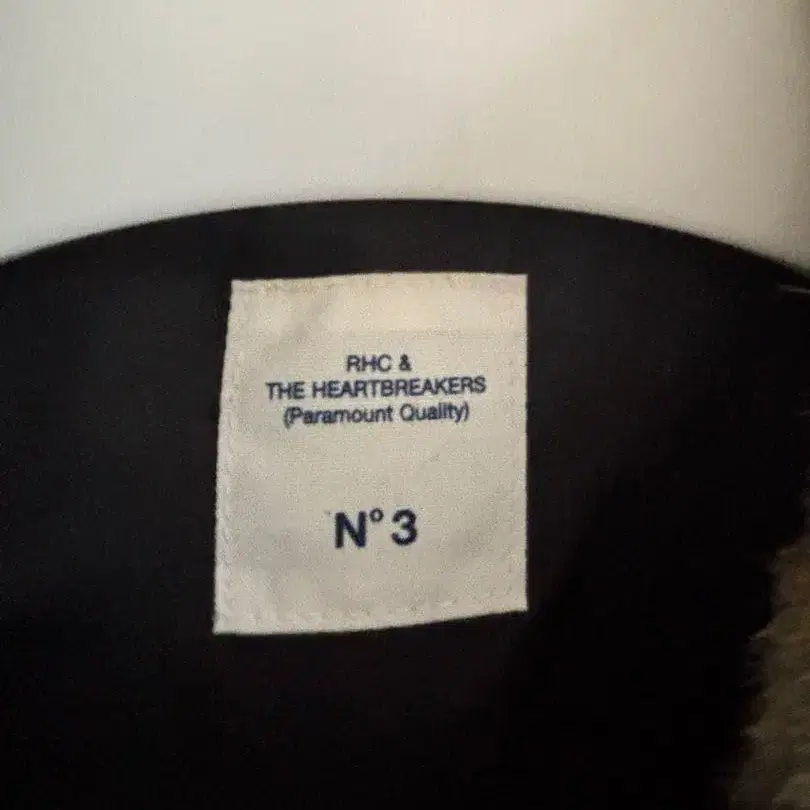 RHC &
THE HEARTBREAKERS
(Paramount Quality)
N° 3